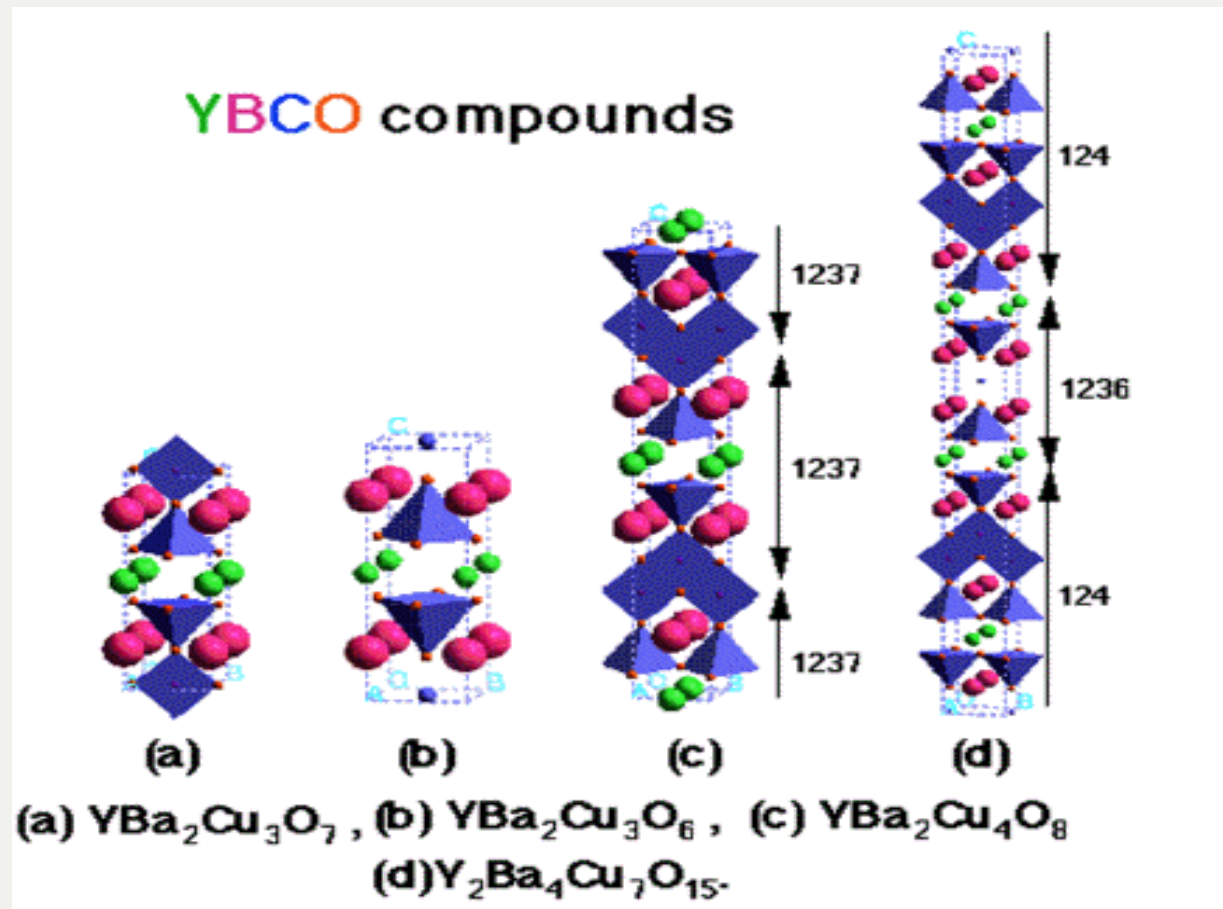 YBCO compounds
C
124
C
1237
1236
C
1237
124
B
A
B
1237
A
B
A
B
(a)
(b)
(c)
(d)
(a) YBa₂Cu₃O₇ , (b) YBa₂Cu₃O₆ , (c) YBa₂Cu₄O₈
(d)Y₂Ba₄Cu₇O₁₅.